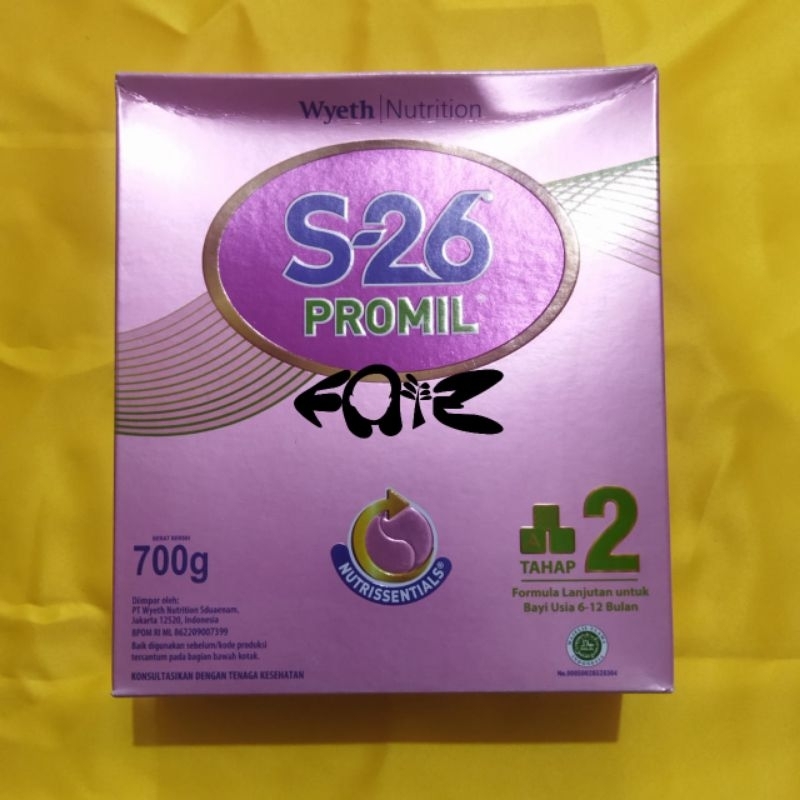 Wyeth | Nutrition
S-26
PROMIL
FAIZ
NUTRISSENTIALS®
BERAT BERSIH
700g
Diimpor oleh:
PT Wyeth Nutrition Sduaenam,
Jakarta 12520, Indonesia
BPOM RI ML 862209007399
Baik digunakan sebelum/kode produksi
tercantum pada bagian bawah kotak.
KONSULTASIKAN DENGAN TENAGA KESEHATAN
TAHAP 2
Formula Lanjutan untuk
Bayi Usia 6-12 Bulan